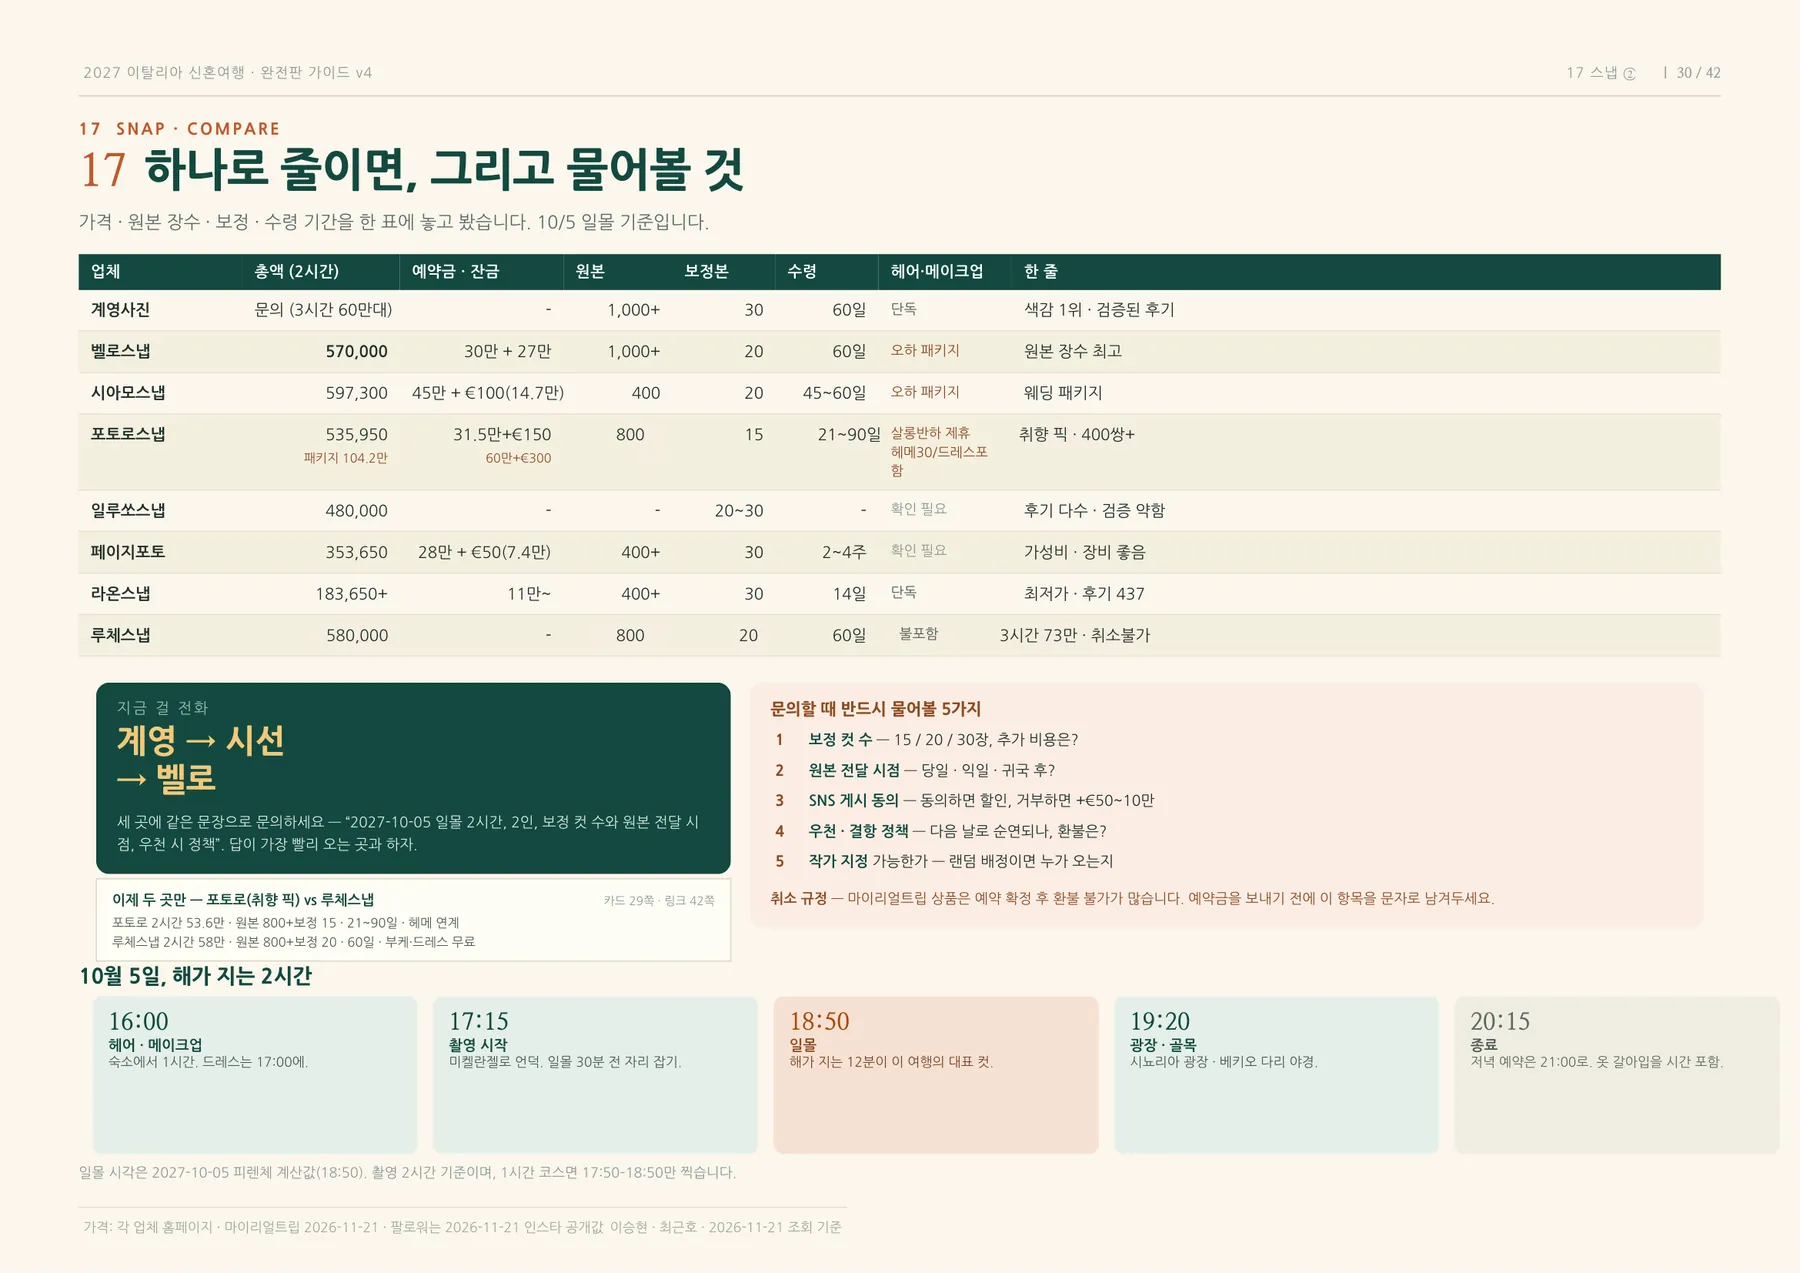 2027 이탈리아 신혼여행 · 완전판 가이드 v4
17 스냅 ② | 30 / 42
17 SNAP · COMPARE
17 하나로 줄이면, 그리고 물어볼 것
가격 · 원본 장수 · 보정 · 수령 기간을 한 표에 놓고 봤습니다. 10/5 일몰 기준입니다.
업체 총액 (2시간) 예약금 · 잔금 원본 보정본 수령 헤어·메이크업 한 줄
계영사진 문의 (3시간 60만대) - 1,000+ 30 60일 단독 색감 1위 · 검증된 후기
벨로스냅 570,000 30만 + 27만 1,000+ 20 60일 오하 패키지 원본 장수 최고
시아모스냅 597,300 45만 + €100(14.7만) 400 20 45~60일 오하 패키지 웨딩 패키지
포토로스냅 535,950 31.5만+€150 800 15 21~90일 살롱반하 제휴 취향 픽 · 400쌍+
패키지 104.2만 60만+€300 헤메30/드레스포
함
일루쏘스냅 480,000 - - 20~30 - 확인 필요 후기 다수 · 검증 약함
페이지포토 353,650 28만 + €50(7.4만) 400+ 30 2~4주 확인 필요 가성비 · 장비 좋음
라온스냅 183,650+ 11만~ 400+ 30 14일 단독 최저가 · 후기 437
루체스냅 580,000 - 800 20 60일 불포함 3시간 73만 · 취소불가
지금 걸 전화
계영 → 시선
→ 벨로
세 곳에 같은 문장으로 문의하세요 — “2027-10-05 일몰 2시간, 2인, 보정 컷 수와 원본 전달 시
점, 우천 시 정책”. 답이 가장 빨리 오는 곳과 하자.
이제 두 곳만 — 포토로(취향 픽) vs 루체스냅 카드 29쪽 · 링크 42쪽
포토로 2시간 53.6만 · 원본 800+보정 15 · 21~90일 · 헤메 연계
루체스냅 2시간 58만 · 원본 800+보정 20 · 60일 · 부케·드레스 무료
문의할 때 반드시 물어볼 5가지
1 보정 컷 수 — 15 / 20 / 30장, 추가 비용은?
2 원본 전달 시점 — 당일 · 익일 · 귀국 후?
3 SNS 게시 동의 — 동의하면 할인, 거부하면 +€50~10만
4 우천 · 결항 정책 — 다음 날로 순연되나, 환불은?
5 작가 지정 가능한가 — 랜덤 배정이면 누가 오는지
취소 규정 — 마이리얼트립 상품은 예약 확정 후 환불 불가가 많습니다. 예약금을 보내기 전에 이 항목을 문자로 남겨두세요.
10월 5일, 해가 지는 2시간
16:00
헤어 · 메이크업
숙소에서 1시간. 드레스는 17:00에.
17:15
촬영 시작
미켈란젤로 언덕. 일몰 30분 전 자리 잡기.
18:50
일몰
해가 지는 12분이 이 여행의 대표 컷.
19:20
광장 · 골목
시뇨리아 광장 · 베키오 다리 야경.
20:15
종료
저녁 예약은 21:00로. 옷 갈아입을 시간 포함.
일몰 시각은 2027-10-05 피렌체 계산값(18:50). 촬영 2시간 기준이며, 1시간 코스면 17:50-18:50만 찍습니다.
가격: 각 업체 홈페이지 · 마이리얼트립 2026-11-21 · 팔로워는 2026-11-21 인스타 공개값 이승현 · 최근호 · 2026-11-21 조회 기준